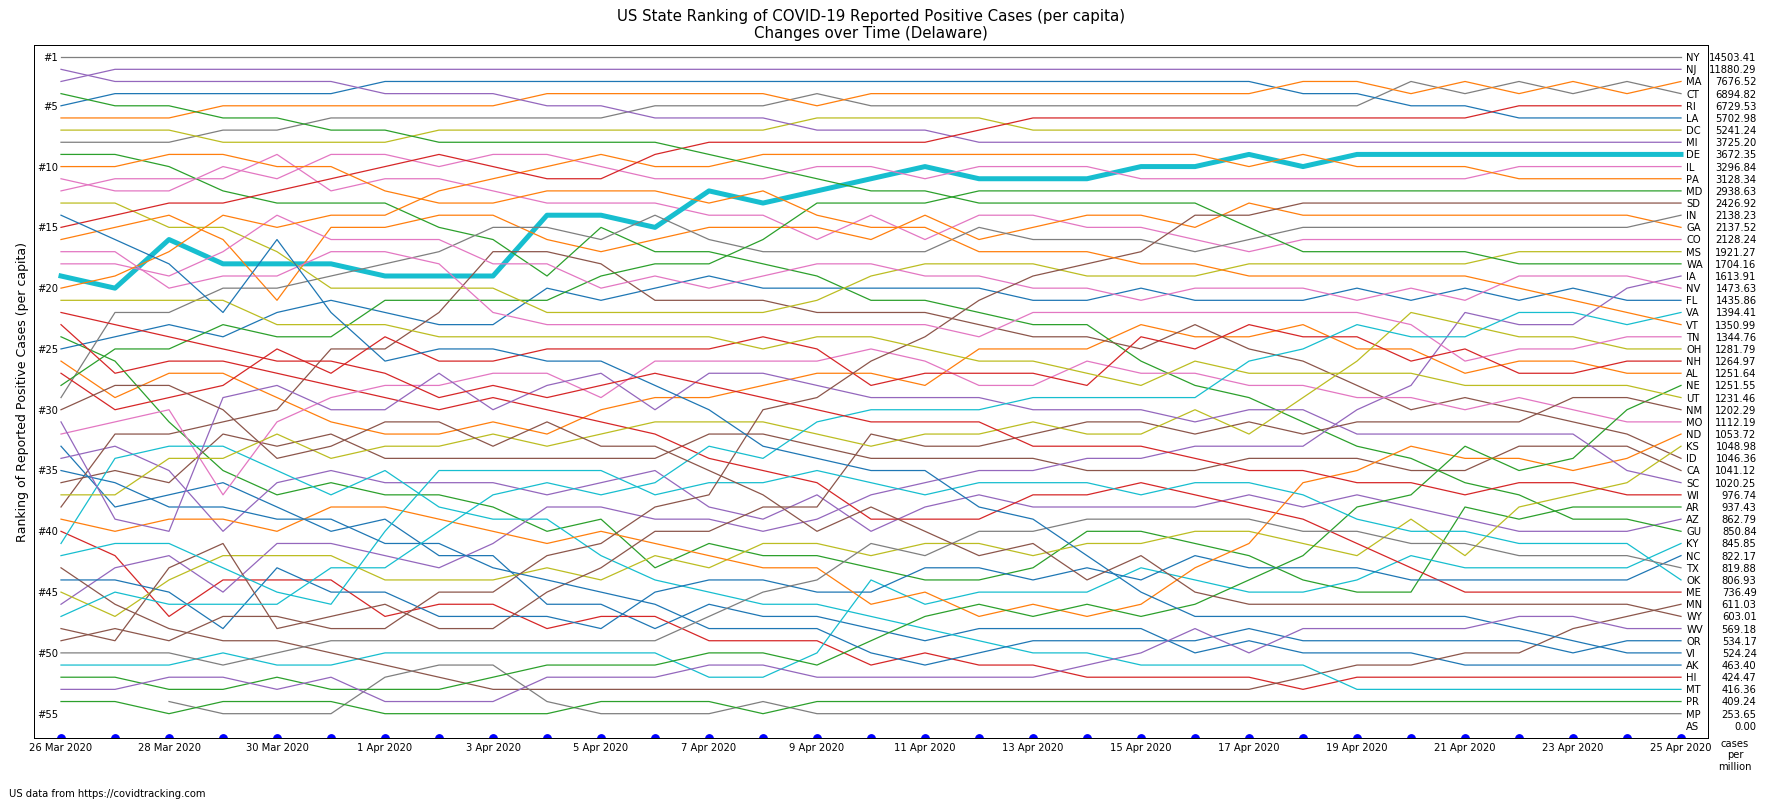 US State Ranking of COVID-19 Reported Positive Cases (per capita)
Changes over Time (Delaware)
Ranking of Reported Positive Cases (per capita)
#1
#5
#10
#15
#20
#25
#30
#35
#40
#45
#50
#55
NY 14503.41
NJ 11880.29
MA 7676.52
CT 6894.82
RI 6729.53
LA 5702.98
DC 5241.24
MI 3725.20
DE 3672.35
IL 3296.84
PA 3128.34
MD 2938.63
SD 2426.92
IN 2138.23
GA 2137.52
CO 2128.24
MS 1921.27
WA 1704.16
IA 1613.91
NV 1473.63
FL 1435.86
VA 1394.41
VT 1350.99
TN 1344.76
OH 1281.79
NH 1264.97
AL 1251.64
NE 1251.55
UT 1231.46
NM 1202.29
MO 1112.19
ND 1053.72
KS 1048.98
ID 1046.36
CA 1041.12
SC 1020.25
WI 976.74
AR 937.43
AZ 862.79
GU 850.84
KY 845.85
NC 822.17
TX 819.88
OK 806.93
ME 736.49
MN 611.03
WY 603.01
WV 569.18
OR 534.17
VI 524.24
AK 463.40
HI 424.47
MT 416.36
PR 409.24
MP 253.65
AS 0.00
26 Mar 2020 28 Mar 2020 30 Mar 2020 1 Apr 2020 3 Apr 2020 5 Apr 2020 7 Apr 2020 9 Apr 2020 11 Apr 2020 13 Apr 2020 15 Apr 2020 17 Apr 2020 19 Apr 2020 21 Apr 2020 23 Apr 2020 25 Apr 2020
cases
per
million
US data from https://covidtracking.com